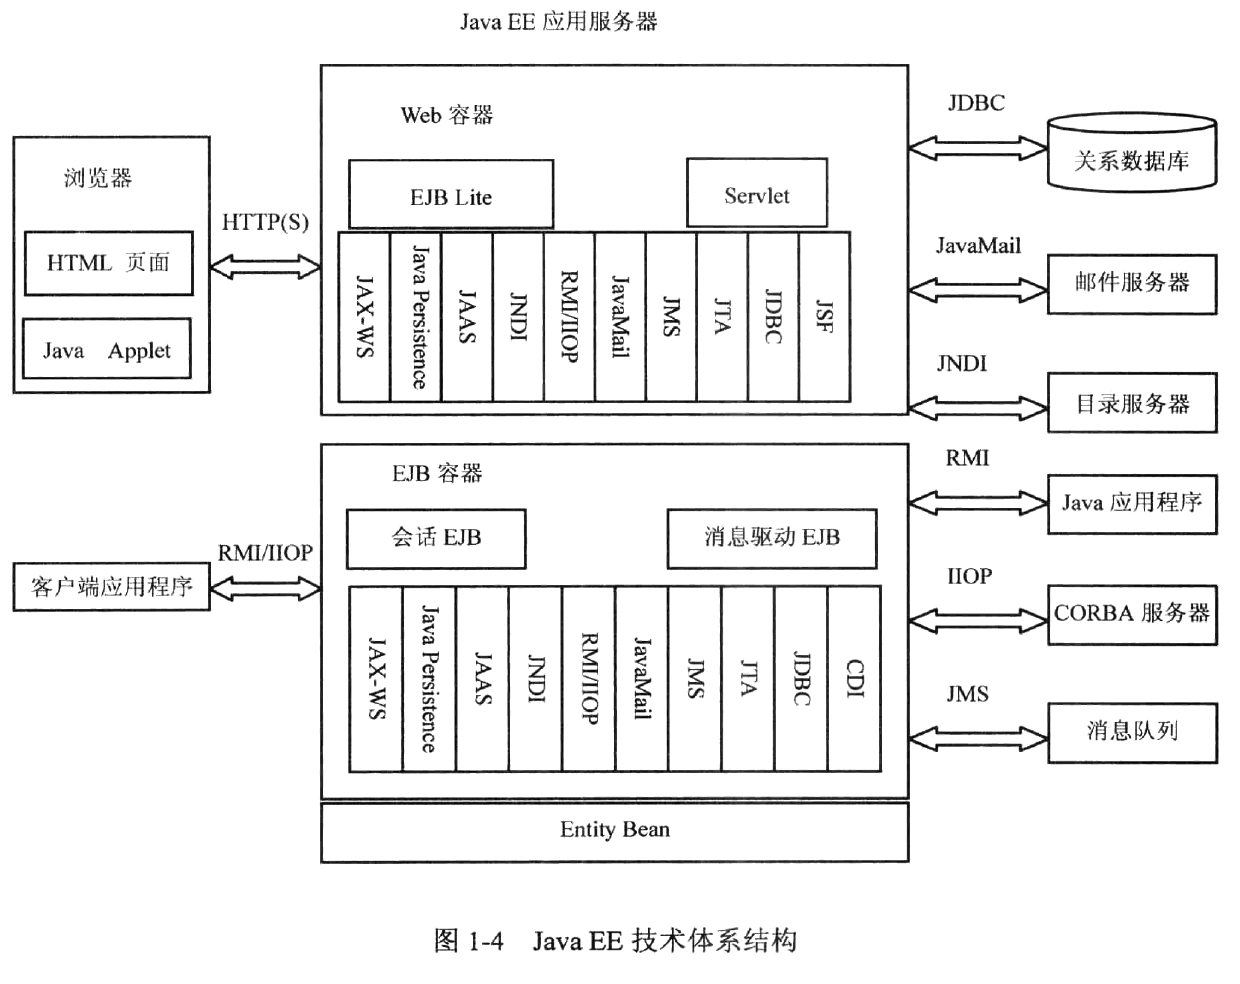 Java EE 应用服务器
Web 容器
JDBC
关系数据库
浏览器
EJB Lite
Servlet
HTTP(S)
HTML 页面
Java Applet
JAX-WS
Java Persistence
JAAS
JNDI
RMI/IIOP
JavaMail
JMS
JTA
JDBC
JSF
JavaMail
邮件服务器
JNDI
目录服务器
EJB 容器
RMI
Java 应用程序
会话 EJB
消息驱动 EJB
RMI/IIOP
客户端应用程序
IIOP
CORBA 服务器
JAX-WS
Java Persistence
JAAS
JNDI
RMI/IIOP
JavaMail
JMS
JTA
JDBC
CDI
JMS
消息队列
Entity Bean
图 1-4 Java EE 技术体系结构